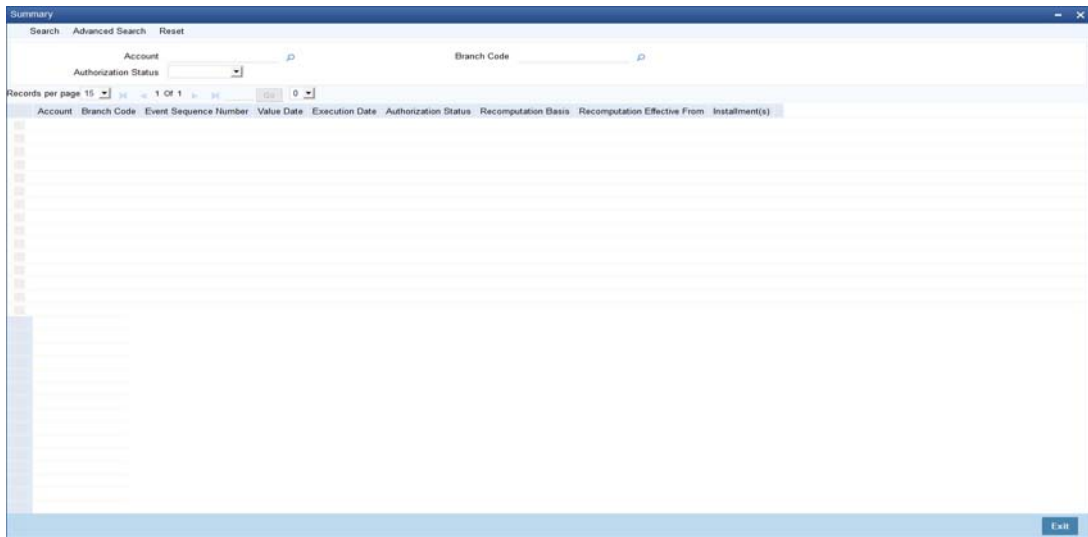 Summary
Search Advanced Search Reset
Account Branch Code
Authorization Status
Records per page 15 1 Of 1 Go 0
Account Branch Code Event Sequence Number Value Date Execution Date Authorization Status Recomputation Basis Recomputation Effective From Installment(s)
Exit